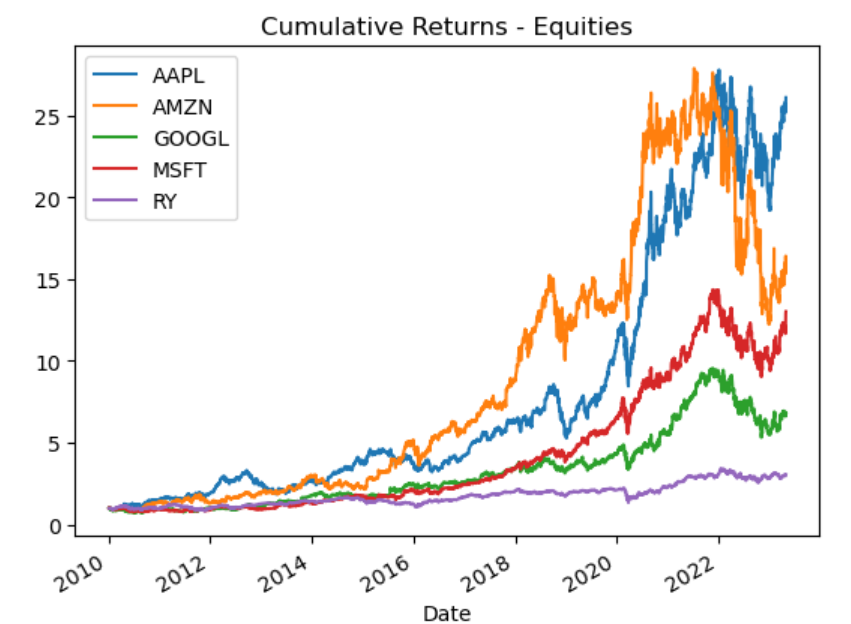 Cumulative Returns - Equities
AAPL
AMZN
GOOGL
MSFT
RY
25
20
15
10
5
0
2010 2012 2014 2016 2018 2020 2022
Date